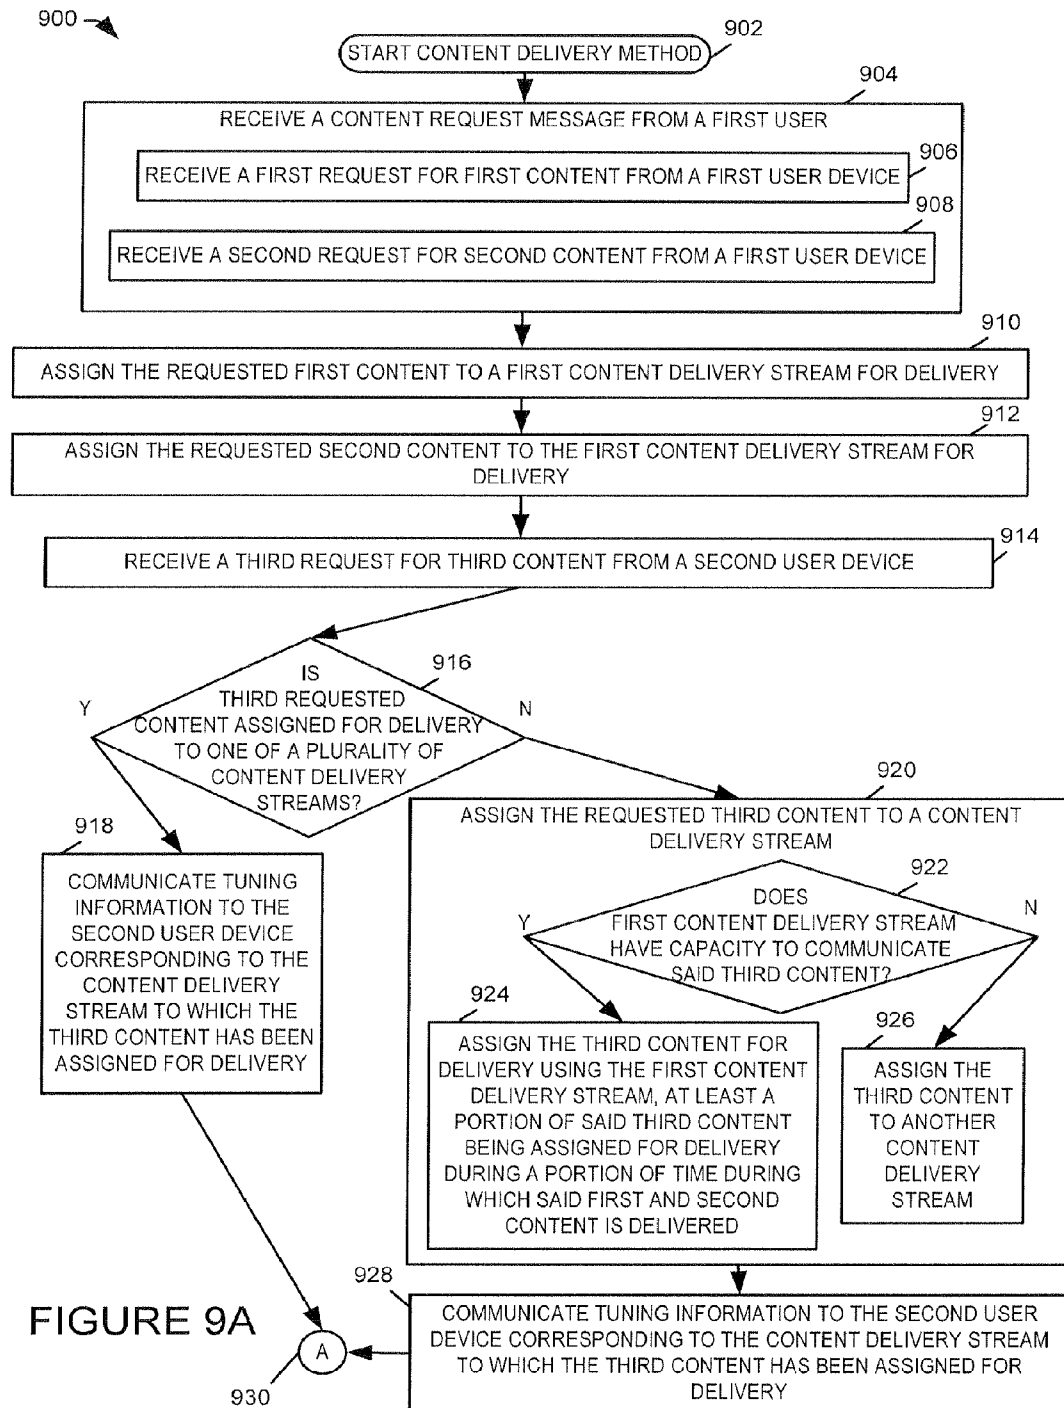 900
START CONTENT DELIVERY METHOD
902
904
RECEIVE A CONTENT REQUEST MESSAGE FROM A FIRST USER
906
RECEIVE A FIRST REQUEST FOR FIRST CONTENT FROM A FIRST USER DEVICE
908
RECEIVE A SECOND REQUEST FOR SECOND CONTENT FROM A FIRST USER DEVICE
910
ASSIGN THE REQUESTED FIRST CONTENT TO A FIRST CONTENT DELIVERY STREAM FOR DELIVERY
912
ASSIGN THE REQUESTED SECOND CONTENT TO THE FIRST CONTENT DELIVERY STREAM FOR
DELIVERY
914
RECEIVE A THIRD REQUEST FOR THIRD CONTENT FROM A SECOND USER DEVICE
916
IS
THIRD REQUESTED
CONTENT ASSIGNED FOR DELIVERY
TO ONE OF A PLURALITY OF
CONTENT DELIVERY
STREAMS?
Y
N
918
COMMUNICATE TUNING
INFORMATION TO THE
SECOND USER DEVICE
CORRESPONDING TO THE
CONTENT DELIVERY
STREAM TO WHICH THE
THIRD CONTENT HAS BEEN
ASSIGNED FOR DELIVERY
920
ASSIGN THE REQUESTED THIRD CONTENT TO A CONTENT
DELIVERY STREAM
922
DOES
FIRST CONTENT DELIVERY STREAM
HAVE CAPACITY TO COMMUNICATE
SAID THIRD CONTENT?
Y
N
924
ASSIGN THE THIRD CONTENT FOR
DELIVERY USING THE FIRST CONTENT
DELIVERY STREAM, AT LEAST A
PORTION OF SAID THIRD CONTENT
BEING ASSIGNED FOR DELIVERY
DURING A PORTION OF TIME DURING
WHICH SAID FIRST AND SECOND
CONTENT IS DELIVERED
926
ASSIGN THE
THIRD CONTENT
TO ANOTHER
CONTENT
DELIVERY
STREAM
928
COMMUNICATE TUNING INFORMATION TO THE SECOND USER
DEVICE CORRESPONDING TO THE CONTENT DELIVERY STREAM
TO WHICH THE THIRD CONTENT HAS BEEN ASSIGNED FOR
DELIVERY
FIGURE 9A
A
930